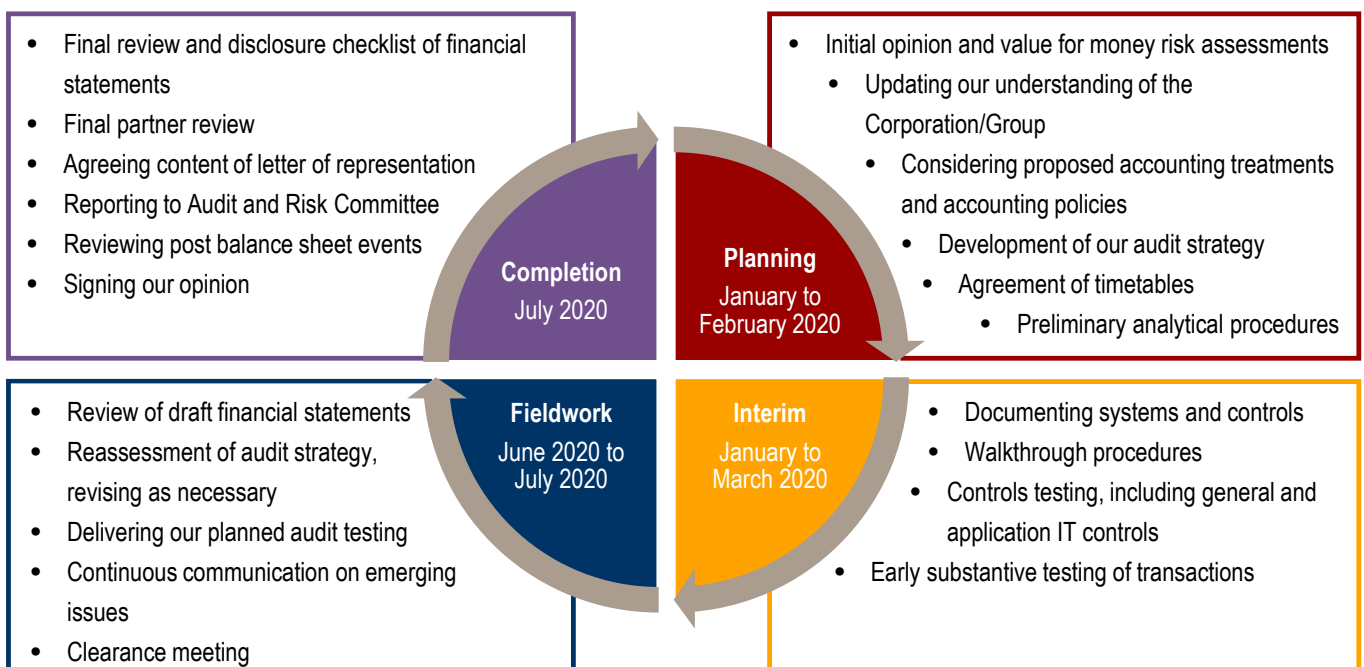 • Final review and disclosure checklist of financial
statements
• Final partner review
• Agreeing content of letter of representation
• Reporting to Audit and Risk Committee
• Reviewing post balance sheet events
• Signing our opinion
Completion
July 2020
• Initial opinion and value for money risk assessments
• Updating our understanding of the
Corporation/Group
• Considering proposed accounting treatments
and accounting policies
• Development of our audit strategy
• Agreement of timetables
• Preliminary analytical procedures
Planning
January to
February 2020
• Review of draft financial statements
• Reassessment of audit strategy,
revising as necessary
• Delivering our planned audit testing
• Continuous communication on emerging
issues
• Clearance meeting
Fieldwork
June 2020 to
July 2020
Interim
January to
March 2020
• Documenting systems and controls
• Walkthrough procedures
• Controls testing, including general and
application IT controls
• Early substantive testing of transactions